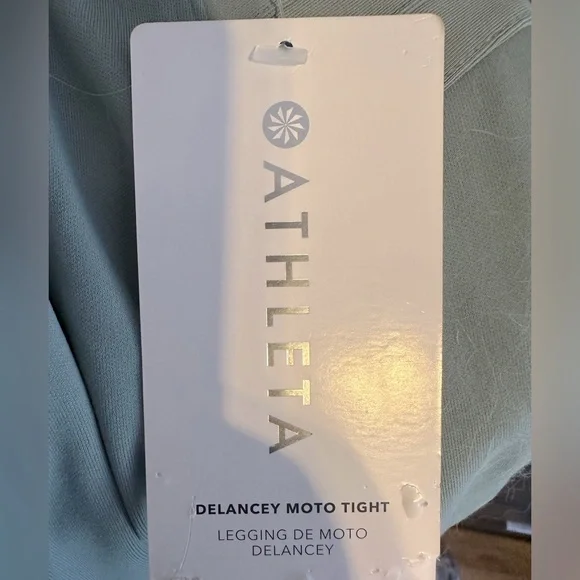 ATHLETA
DELANCEY MOTO TIGHT
LEGGING DE MOTO
DELANCEY